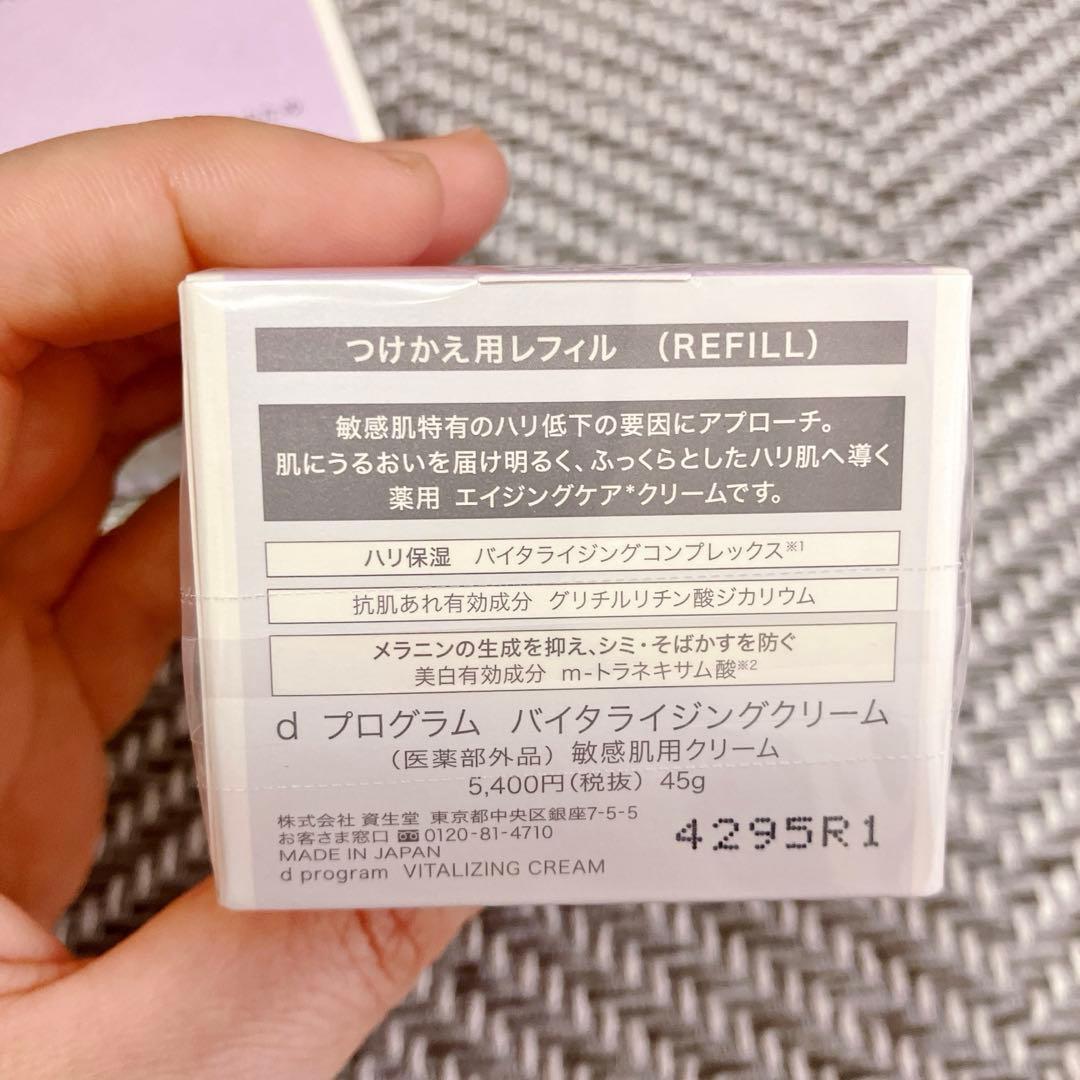 つけかえ用レフィル (REFILL)
敏感肌特有のハリ低下の要因にアプローチ。
肌にうるおいを届け明るく、ふっくらとしたハリ肌へ導く
薬用 エイジングケア*クリームです。
ハリ保湿 バイタライジングコンプレックス※1
抗肌あれ有効成分 グリチルリチン酸ジカリウム
メラニンの生成を抑え、シミ・そばかすを防ぐ
美白有効成分 m-トラネキサム酸※2
d プログラム バイタライジングクリーム
(医薬部外品) 敏感肌用クリーム
5,400円(税抜) 45g
株式会社 資生堂 東京都中央区銀座7-5-5
お客さま窓口 0120-81-4710
MADE IN JAPAN
d program VITALIZING CREAM
4295R1